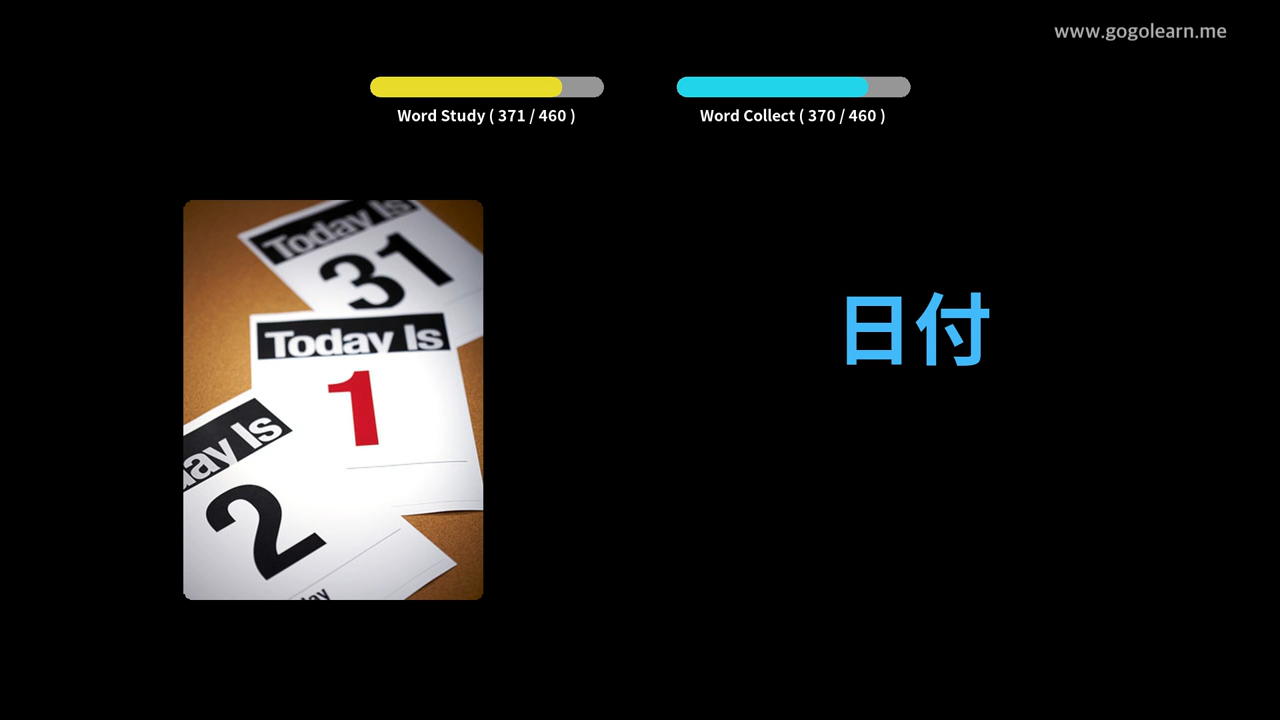 www.gogolearn.me
Word Study ( 371 / 460 )
Word Collect ( 370 / 460 )
Today Is
31
Today Is
1
日付
ay Is
2
ay